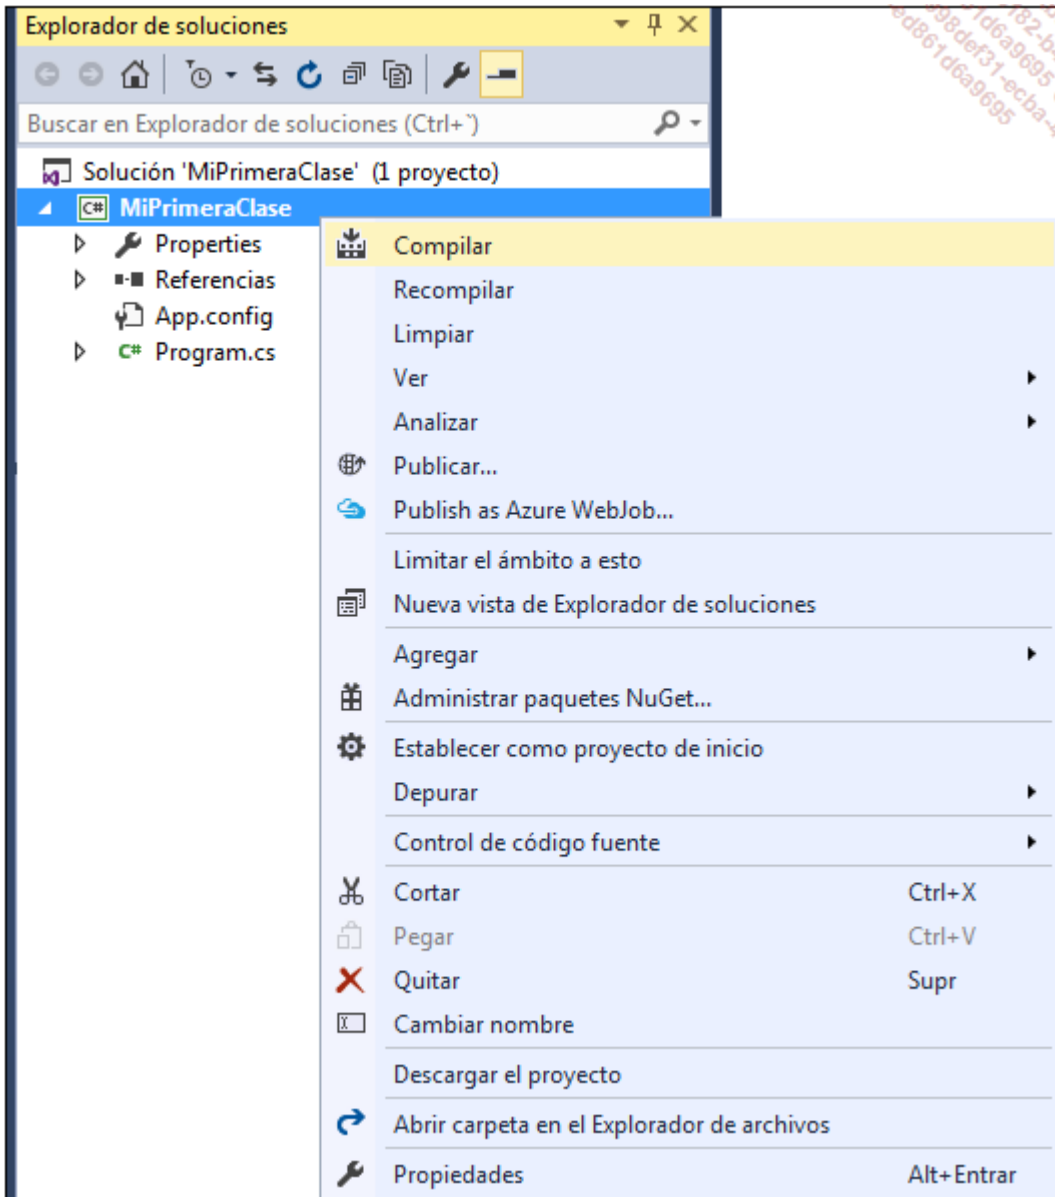 Explorador de soluciones
Buscar en Explorador de soluciones (Ctrl+`)
Solución 'MiPrimeraClase' (1 proyecto)
C# MiPrimeraClase
Properties
Referencias
App.config
C# Program.cs
Compilar
Recompilar
Limpiar
Ver
Analizar
Publicar...
Publish as Azure WebJob...
Limitar el ámbito a esto
Nueva vista de Explorador de soluciones
Agregar
Administrar paquetes NuGet...
Establecer como proyecto de inicio
Depurar
Control de código fuente
Cortar Ctrl+X
Pegar Ctrl+V
Quitar Supr
Cambiar nombre
Descargar el proyecto
Abrir carpeta en el Explorador de archivos
Propiedades Alt+Entrar